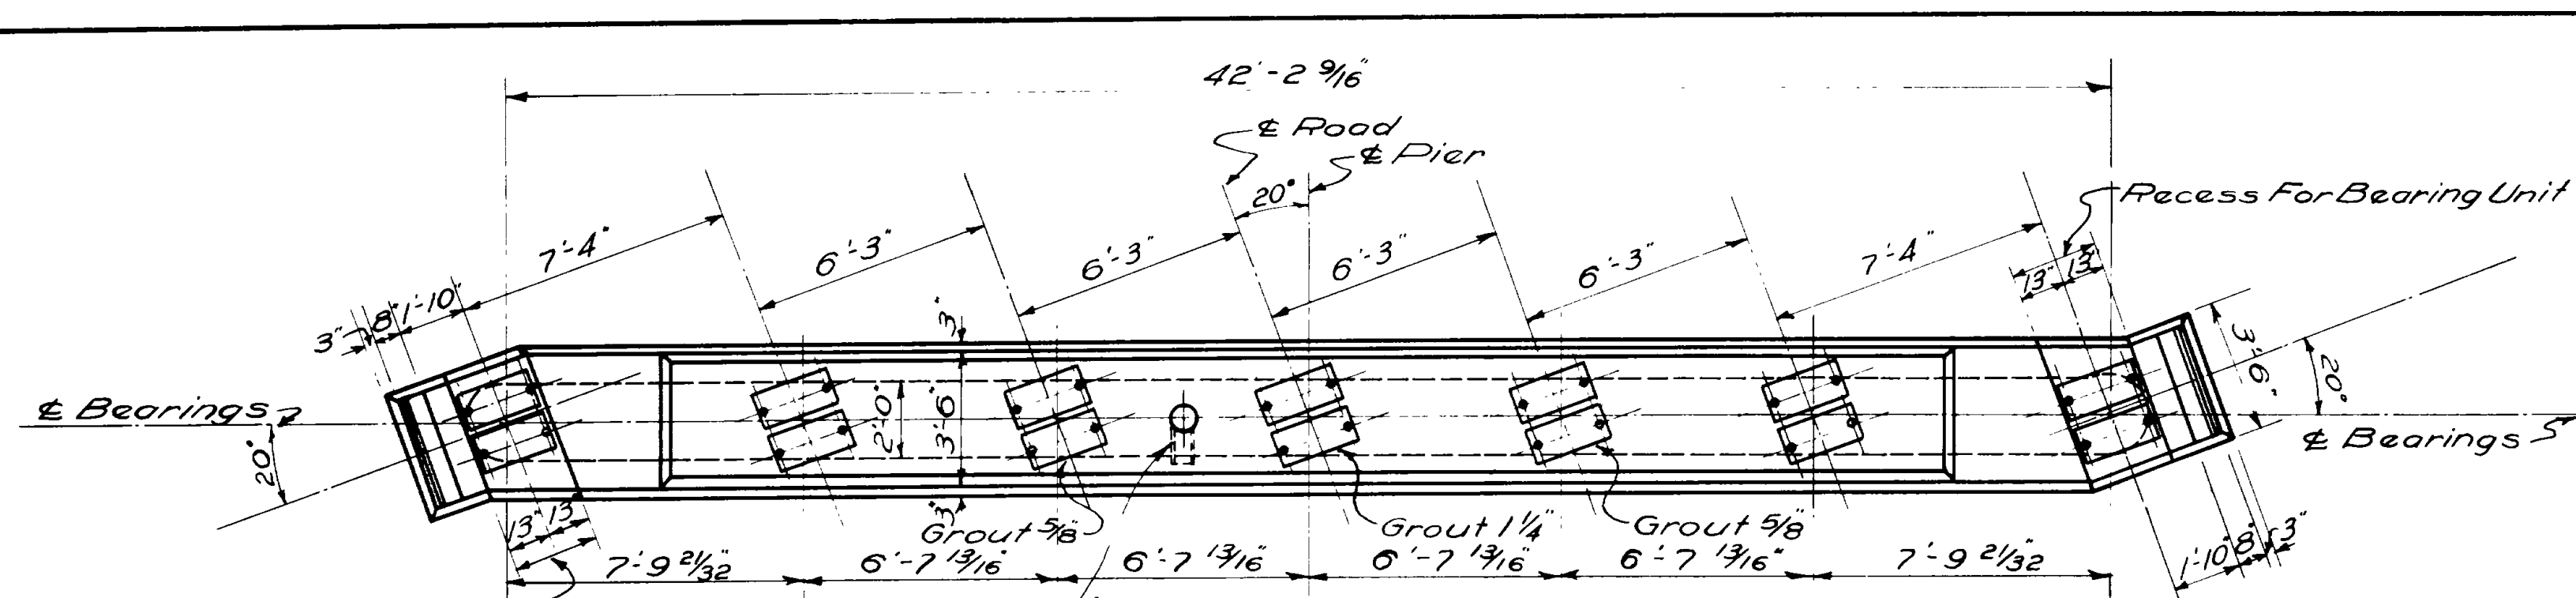 42'-2 9/16"
℄ Road
℄ Pier
20°
Recess For Bearing Unit
7'-4"
6'-3"
6'-3"
6'-3"
6'-3"
7'-4"
13" 13"
3" 8" 1'-10"
3"
3'-6"
20°
℄ Bearings
2'-0"
3'-6"
℄ Bearings
20°
3"
13" 13"
Grout 5/8"
Grout 1 1/4"
Grout 5/8"
7'-9 21/32"
6'-7 13/16"
6'-7 13/16"
6'-7 13/16"
6'-7 13/16"
7'-9 21/32"
1'-10" 8" 3"